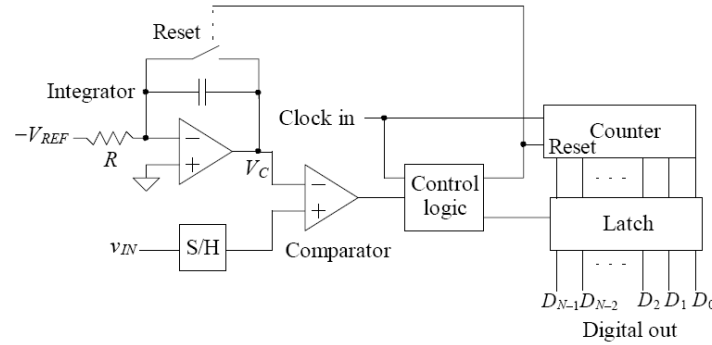 Reset
Integrator
−V_REF
R
−
+
V_C
Clock in
Counter
Reset
−
+
Control
logic
Latch
Comparator
v_IN
S/H
D_N–1 D_N–2 D_2 D_1 D_0
Digital out